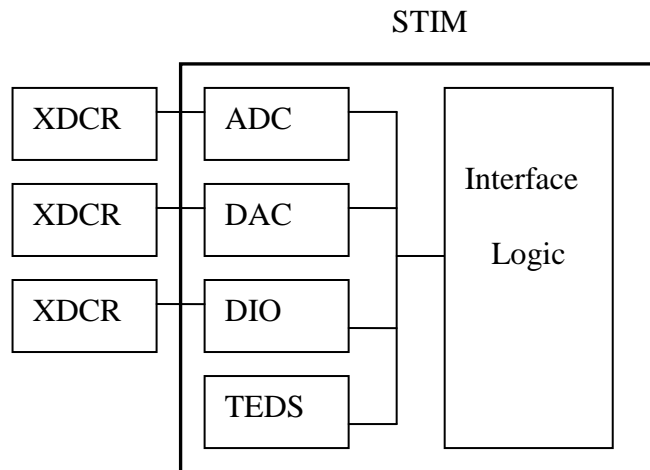 STIM
XDCR
ADC
XDCR
DAC
XDCR
DIO
TEDS
Interface
Logic